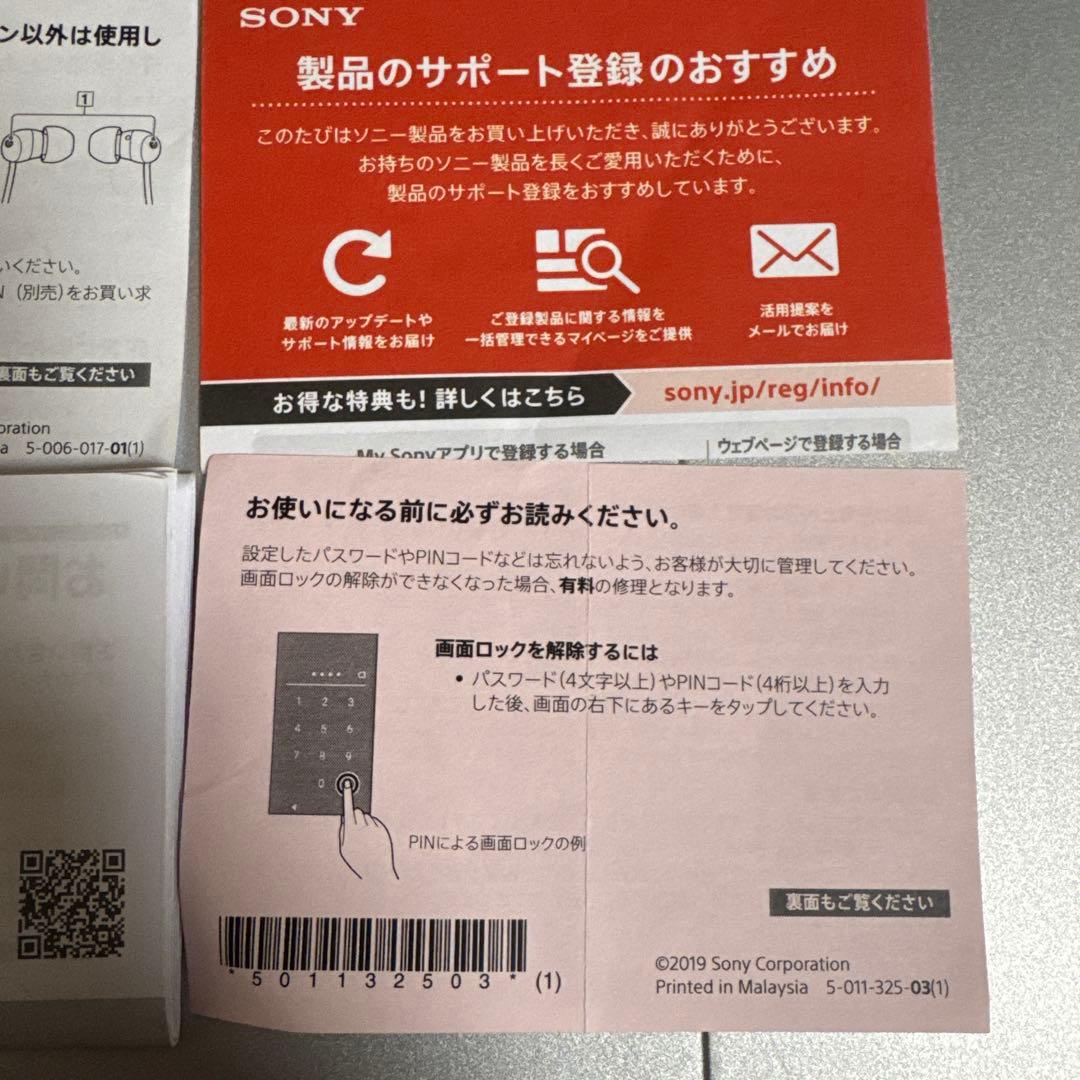 ン以外は使用し
1
いください。
N（別売）をお買い求
裏面もご覧ください
oration
a 5-006-017-01(1)
SONY
製品のサポート登録のおすすめ
このたびはソニー製品をお買い上げいただき、誠にありがとうございます。
お持ちのソニー製品を長くご愛用いただくために、
製品のサポート登録をおすすめしています。
最新のアップデートや
サポート情報をお届け
ご登録製品に関する情報を
一括管理できるマイページをご提供
活用提案を
メールでお届け
お得な特典も！詳しくはこちら
sony.jp/reg/info/
My Sonyアプリで登録する場合
ウェブページで登録する場合
お使いになる前に必ずお読みください。
設定したパスワードやPINコードなどは忘れないよう、お客様が大切に管理してください。
画面ロックの解除ができなくなった場合、有料の修理となります。
画面ロックを解除するには
• パスワード（4文字以上）やPINコード（4桁以上）を入力
した後、画面の右下にあるキーをタップしてください。
1 2 3
4 5 6
7 8 9
0
PINによる画面ロックの例
裏面もご覧ください
*501132503* (1)
©2019 Sony Corporation
Printed in Malaysia 5-011-325-03(1)